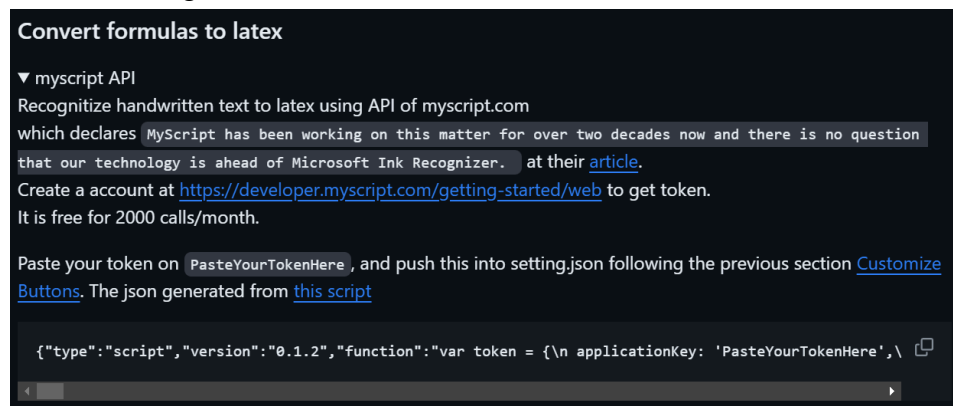 Convert formulas to latex
▼ myscript API
Recognitize handwritten text to latex using API of myscript.com
which declares MyScript has been working on this matter for over two decades now and there is no question
that our technology is ahead of Microsoft Ink Recognizer. at their article.
Create a account at https://developer.myscript.com/getting-started/web to get token.
It is free for 2000 calls/month.
Paste your token on PasteYourTokenHere, and push this into setting.json following the previous section Customize
Buttons. The json generated from this script
{"type":"script","version":"0.1.2","function":"var token = {\n applicationKey: 'PasteYourTokenHere',\